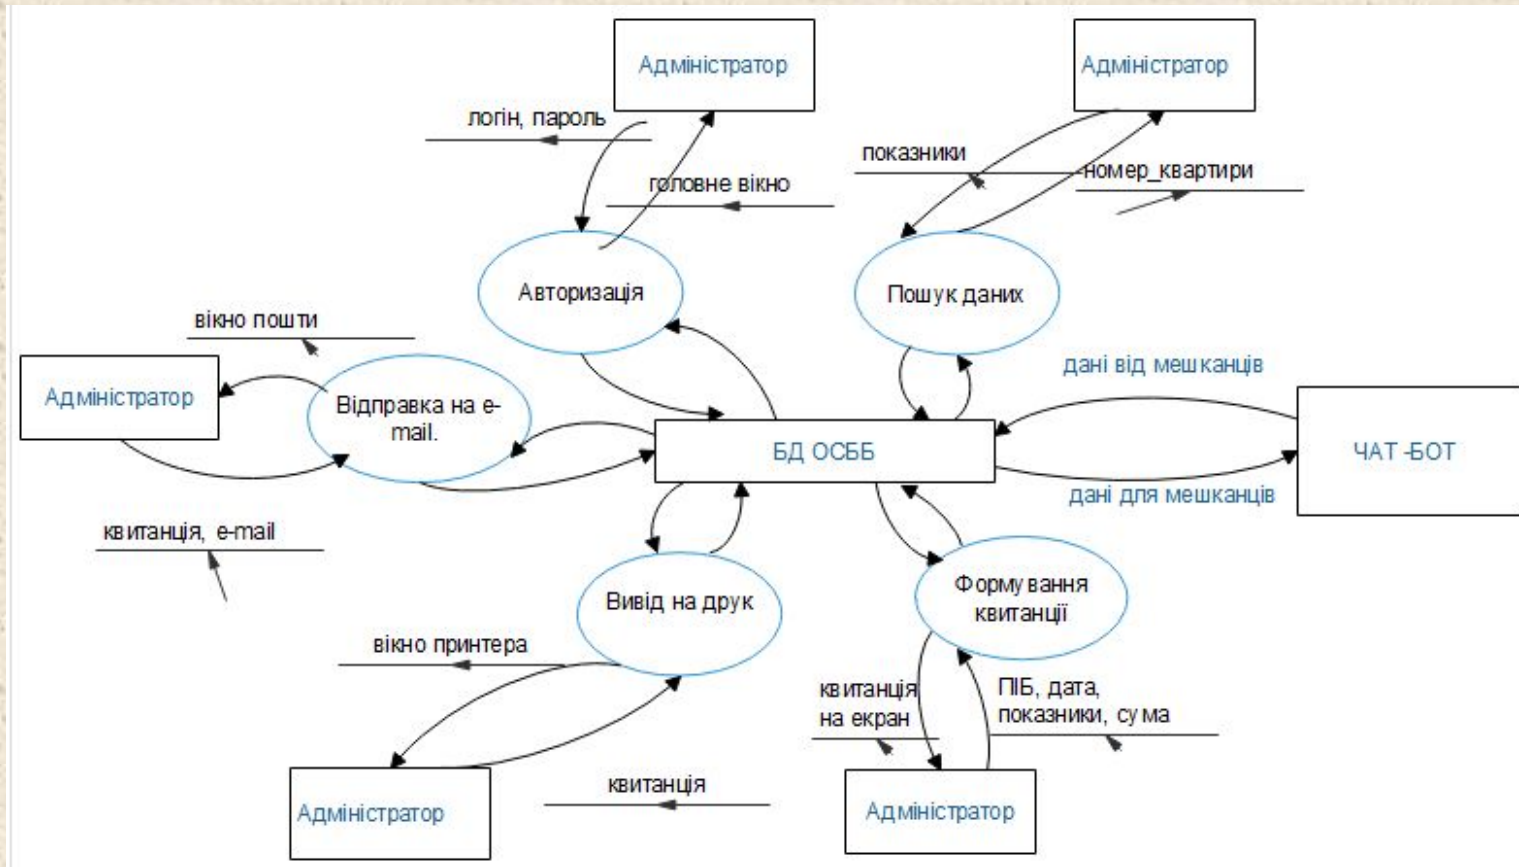 Адміністратор
Адміністратор
логін, пароль
показники
номер_квартири
головне вікно
Авторизація
Пошук даних
вікно пошти
дані від мешканців
Адміністратор
Відправка на e-
mail.
БД ОСББ
ЧАТ -БОТ
дані для мешканців
квитанція, e-mail
Вивід на друк
Формування
квитанції
вікно принтера
квитанція
на екран
ПІБ, дата,
показники, сума
квитанція
Адміністратор
Адміністратор